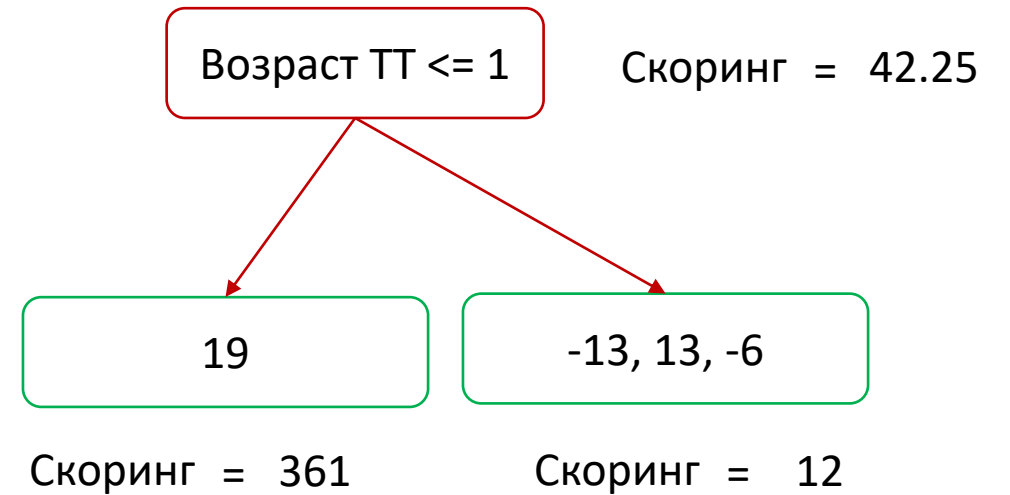 Возраст ТТ <= 1
Скоринг = 42.25
19
-13, 13, -6
Скоринг = 361
Скоринг = 12